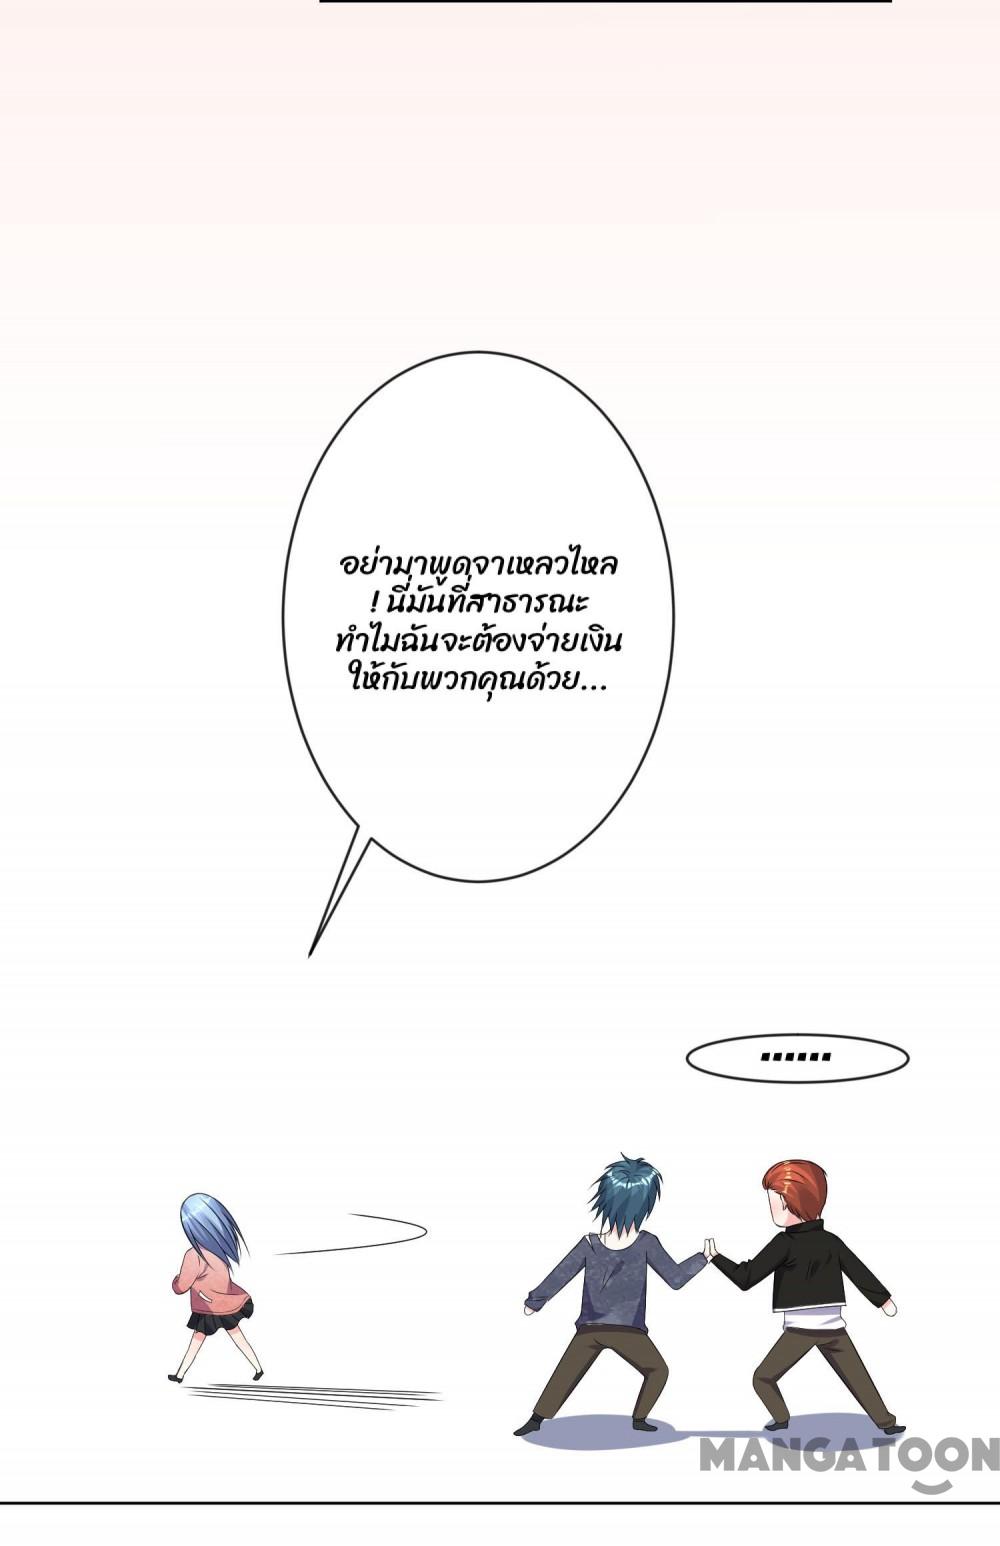 อย่ามาพูดจาเหลวไหล
! นี่มันที่สาธารณะ
ทำไมฉันจะต้องจ่ายเงิน
ให้กับพวกคุณด้วย...
......
MANGATOON